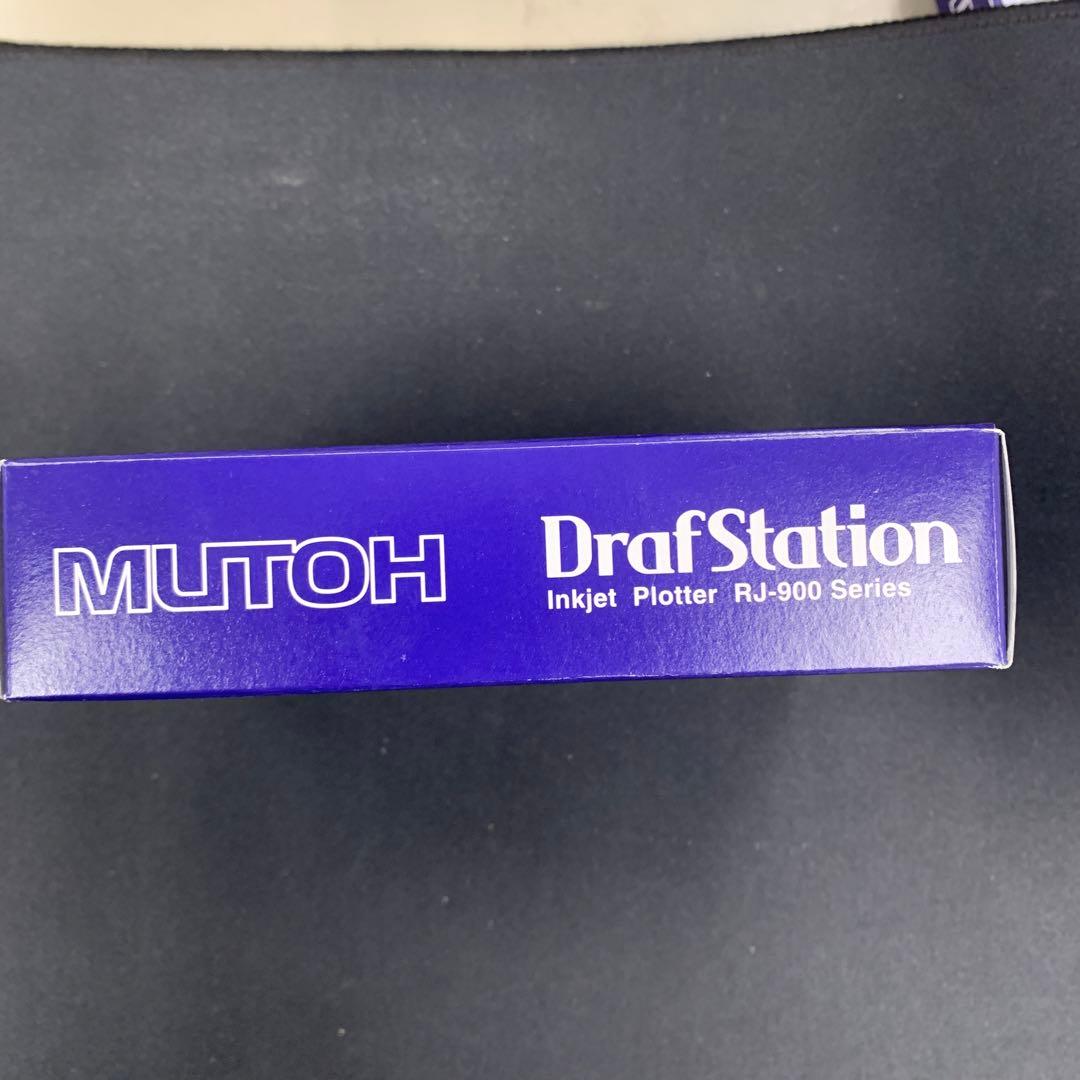 MUTOH
DrafStation
Inkjet Plotter RJ-900 Series